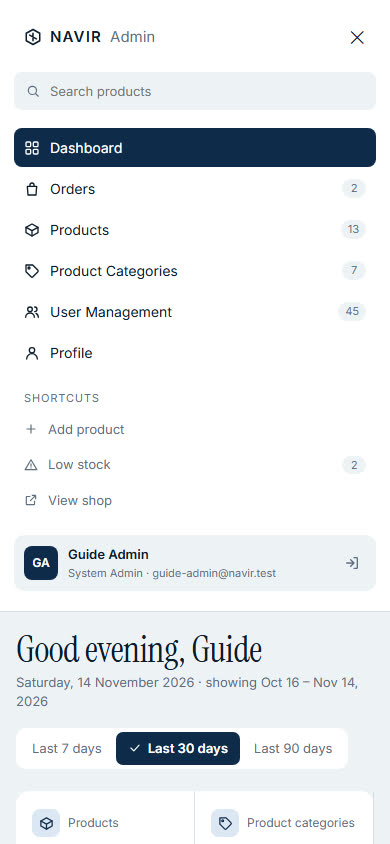 NAVIR Admin
Search products
Dashboard
Orders 2
Products 13
Product Categories 7
User Management 45
Profile
SHORTCUTS
Add product
Low stock 2
View shop
GA
Guide Admin
System Admin · guide-admin@navir.test
Good evening, Guide
Saturday, 14 November 2026 · showing Oct 16 – Nov 14,
2026
Last 7 days Last 30 days Last 90 days
Products Product categories